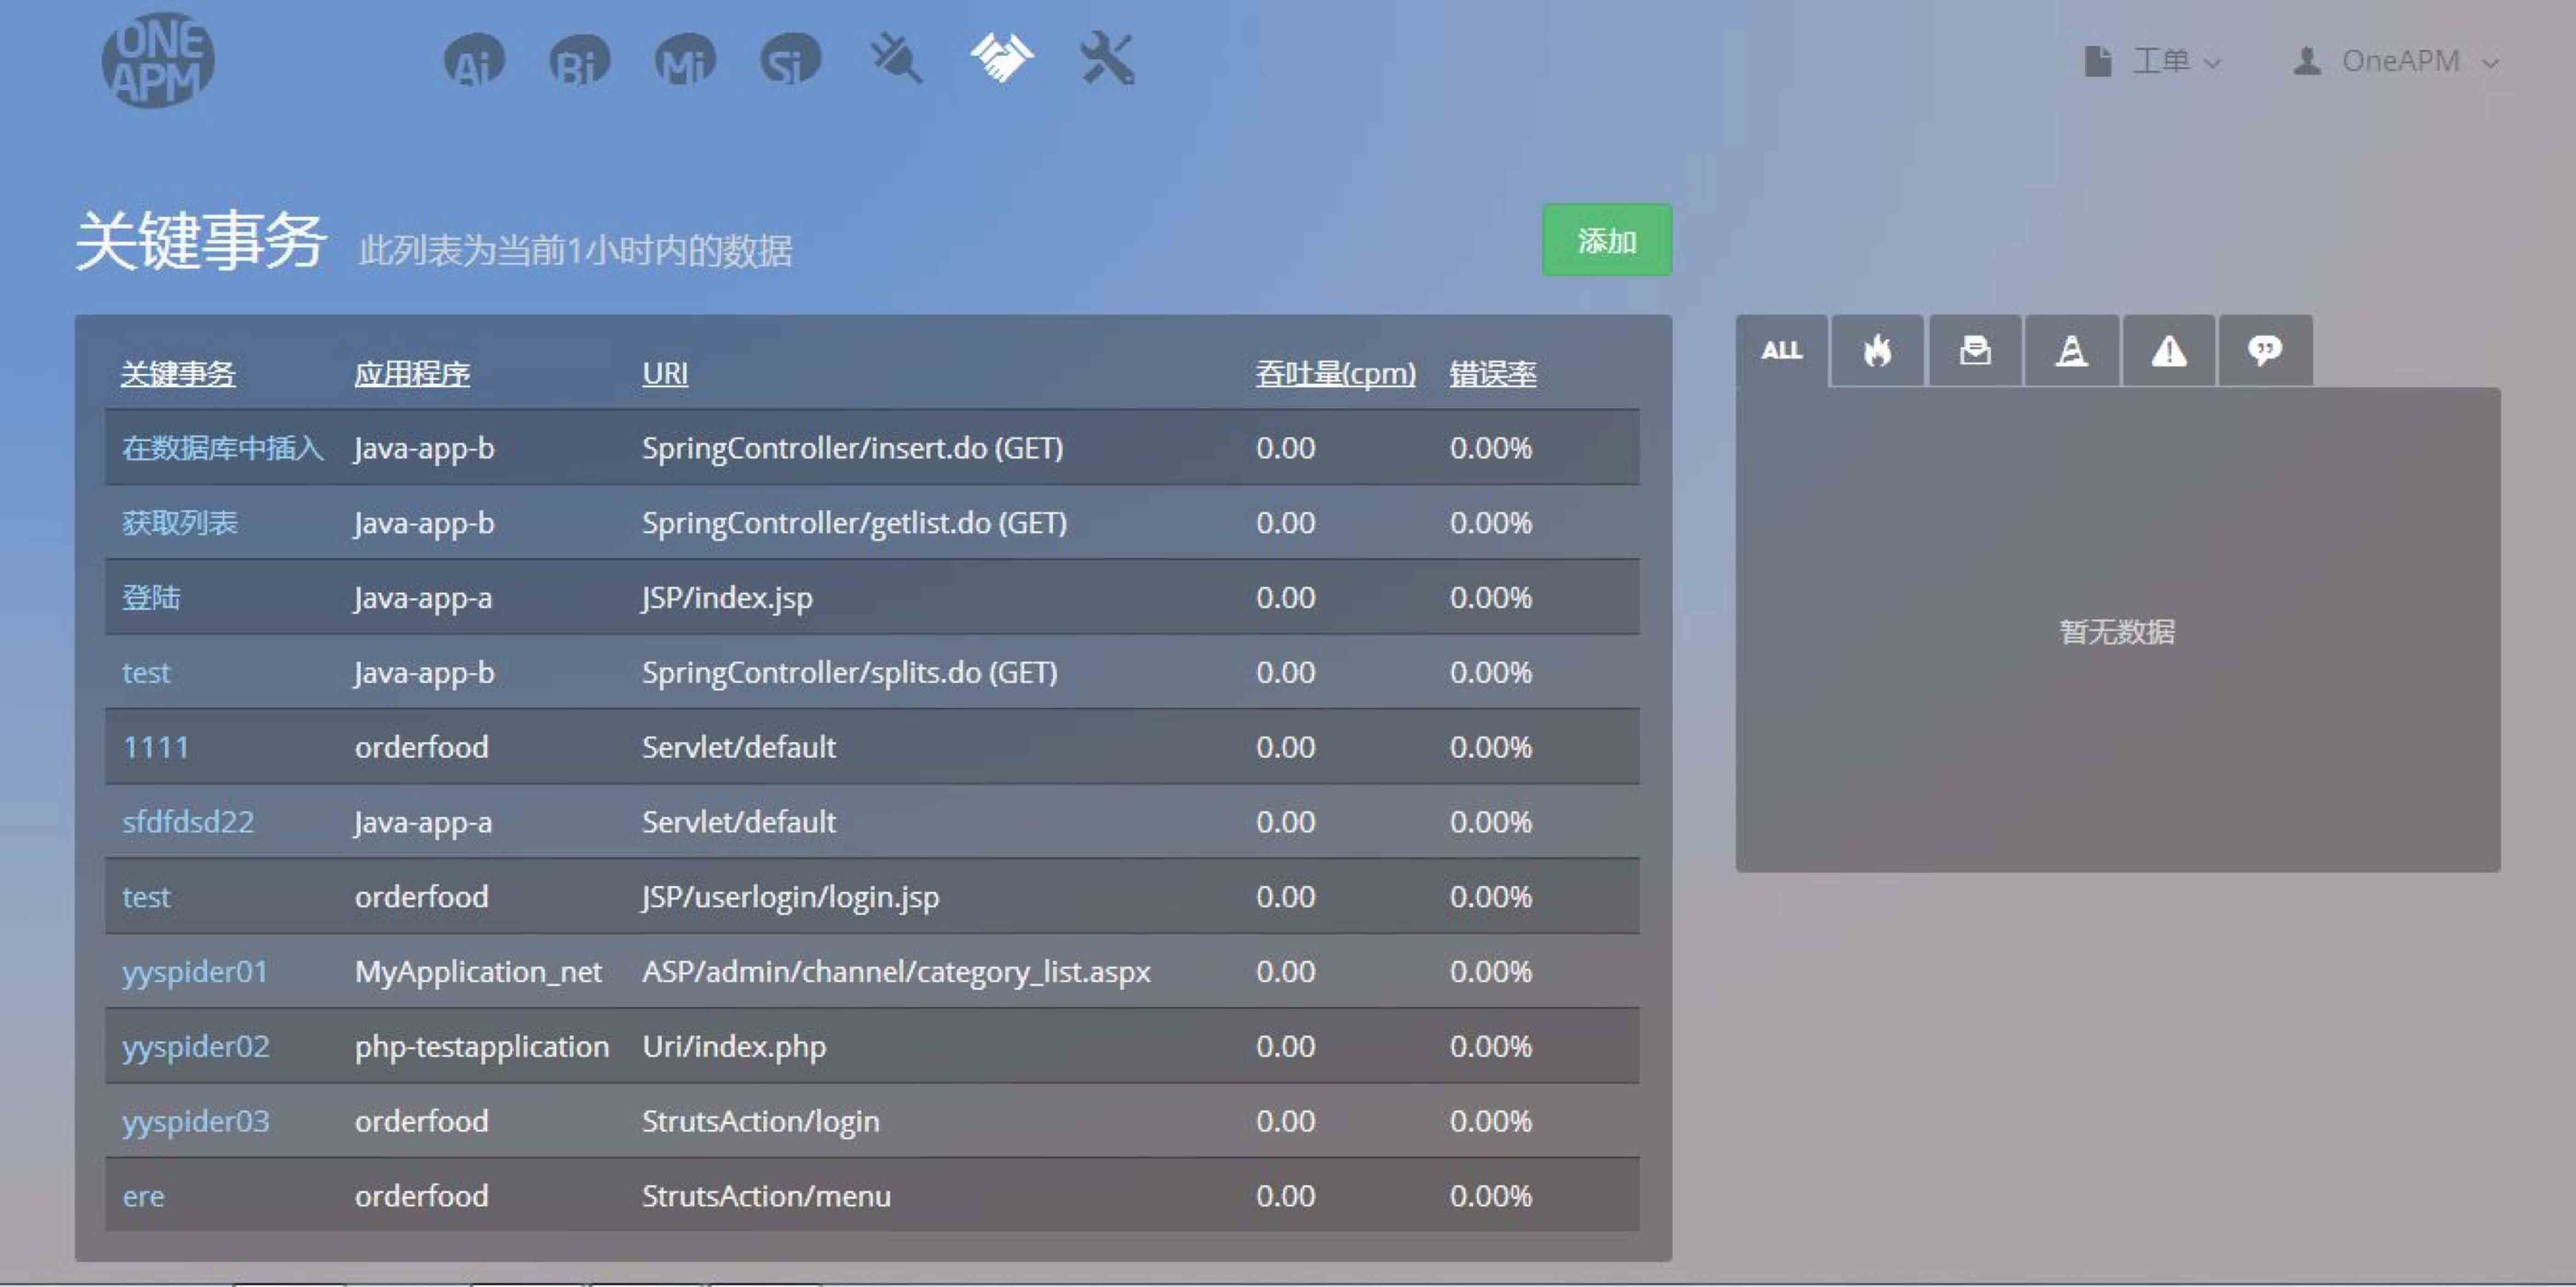 ONE
APM
Ai Bi Mi Si 工单 OneAPM
关键事务 此列表为当前1小时内的数据 添加
关键事务 应用程序 URI 吞吐量(cpm) 错误率
在数据库中插入 Java-app-b SpringController/insert.do (GET) 0.00 0.00%
获取列表 Java-app-b SpringController/getlist.do (GET) 0.00 0.00%
登陆 Java-app-a JSP/index.jsp 0.00 0.00%
test Java-app-b SpringController/splits.do (GET) 0.00 0.00%
1111 orderfood Servlet/default 0.00 0.00%
sfdfdsd22 Java-app-a Servlet/default 0.00 0.00%
test orderfood JSP/userlogin/login.jsp 0.00 0.00%
yyspider01 MyApplication_net ASP/admin/channel/category_list.aspx 0.00 0.00%
yyspider02 php-testapplication Uri/index.php 0.00 0.00%
yyspider03 orderfood StrutsAction/login 0.00 0.00%
ere orderfood StrutsAction/menu 0.00 0.00%
ALL
暂无数据